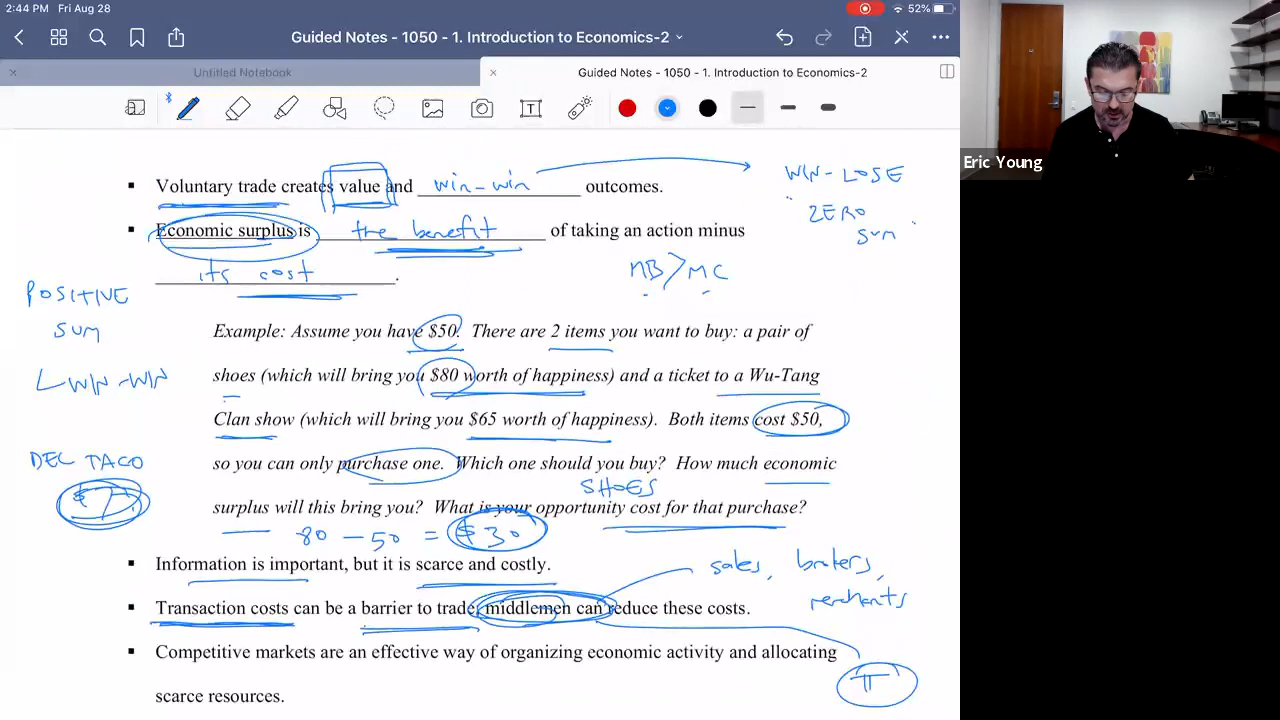 2:44 PM Fri Aug 28
52%
Guided Notes - 1050 - 1. Introduction to Economics-2
Untitled Notebook
Guided Notes - 1050 - 1. Introduction to Economics-2
Eric Young
▪ Voluntary trade creates value and win-win outcomes.
WIN-LOSE
ZERO
SUM
▪ Economic surplus is the benefit of taking an action minus
its cost.
MB > MC
POSITIVE
SUM
WIN-WIN
Example: Assume you have $50. There are 2 items you want to buy: a pair of
shoes (which will bring you $80 worth of happiness) and a ticket to a Wu-Tang
Clan show (which will bring you $65 worth of happiness). Both items cost $50,
so you can only purchase one. Which one should you buy? How much economic
SHOES
surplus will this bring you? What is your opportunity cost for that purchase?
80 - 50 = $30
DEL TACO
$7
▪ Information is important, but it is scarce and costly.
sales, brokers,
merchants
▪ Transaction costs can be a barrier to trade; middlemen can reduce these costs.
▪ Competitive markets are an effective way of organizing economic activity and allocating
scarce resources.
π